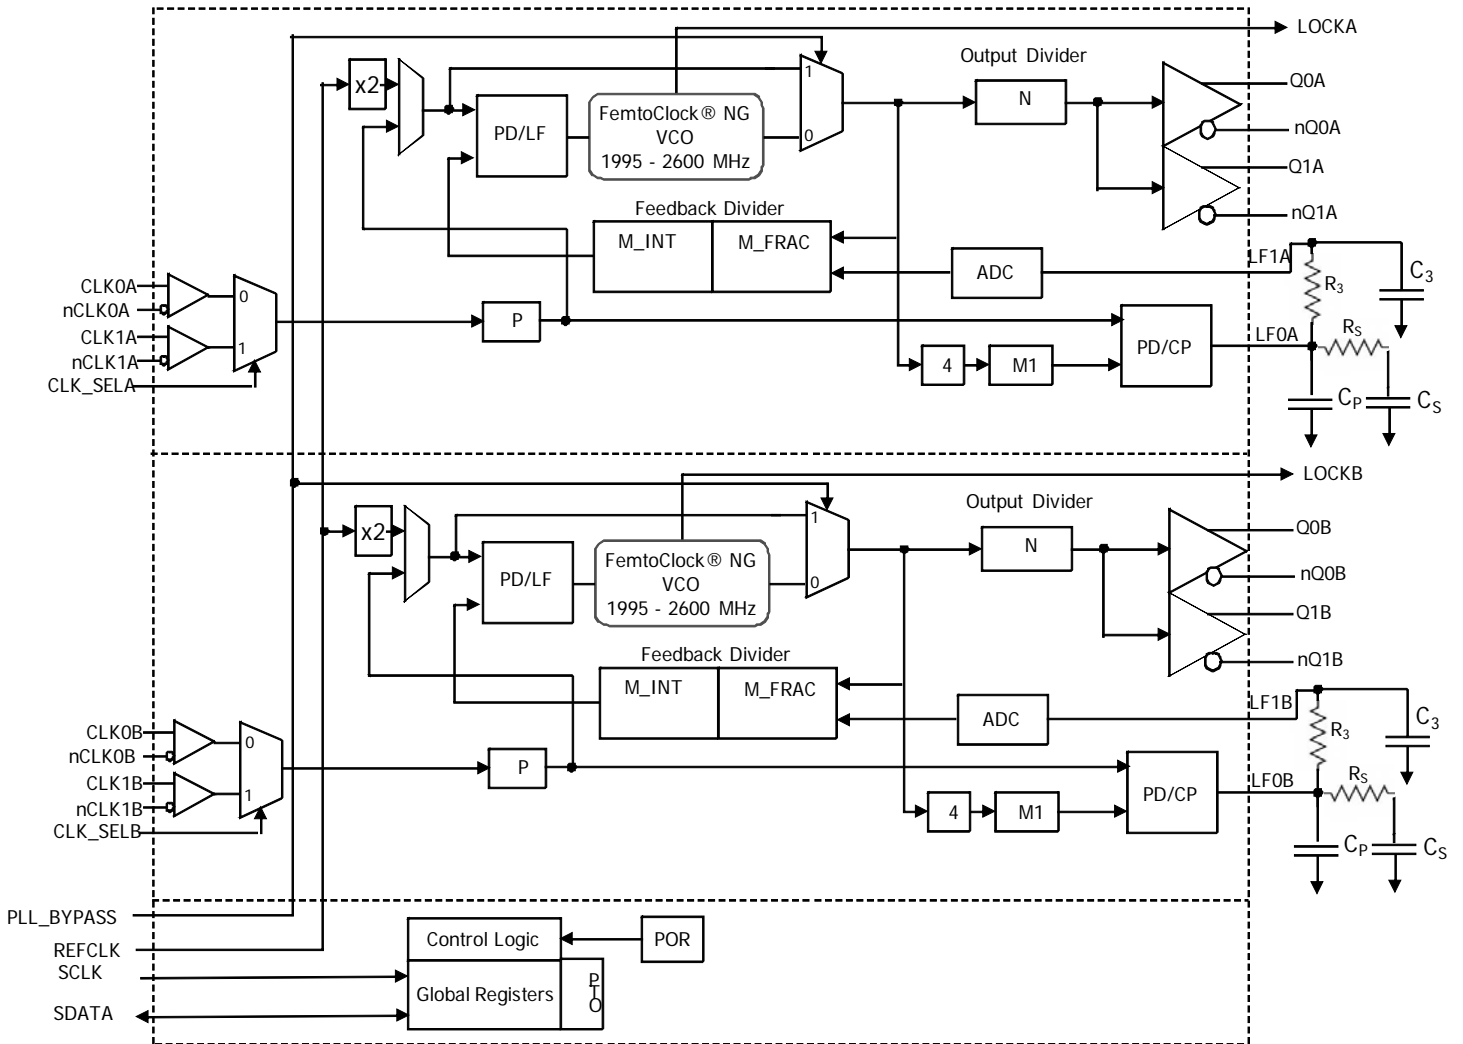 LOCKA
Output Divider
x2
1
N
Q0A
PD/LF
FemtoClock® NG
VCO
1995 - 2600 MHz
0
nQ0A
Q1A
nQ1A
Feedback Divider
M_INT
M_FRAC
ADC
LF1A
R3
C3
CLK0A
nCLK0A
CLK1A
nCLK1A
CLK_SELA
0
1
P
4
M1
PD/CP
LF0A
RS
CP
CS
LOCKB
Output Divider
x2
1
N
Q0B
PD/LF
FemtoClock® NG
VCO
1995 - 2600 MHz
0
nQ0B
Q1B
nQ1B
Feedback Divider
M_INT
M_FRAC
ADC
LF1B
R3
C3
CLK0B
nCLK0B
CLK1B
nCLK1B
CLK_SELB
0
1
P
4
M1
PD/CP
LF0B
RS
CP
CS
PLL_BYPASS
REFCLK
SCLK
SDATA
Control Logic
POR
Global Registers
OTP